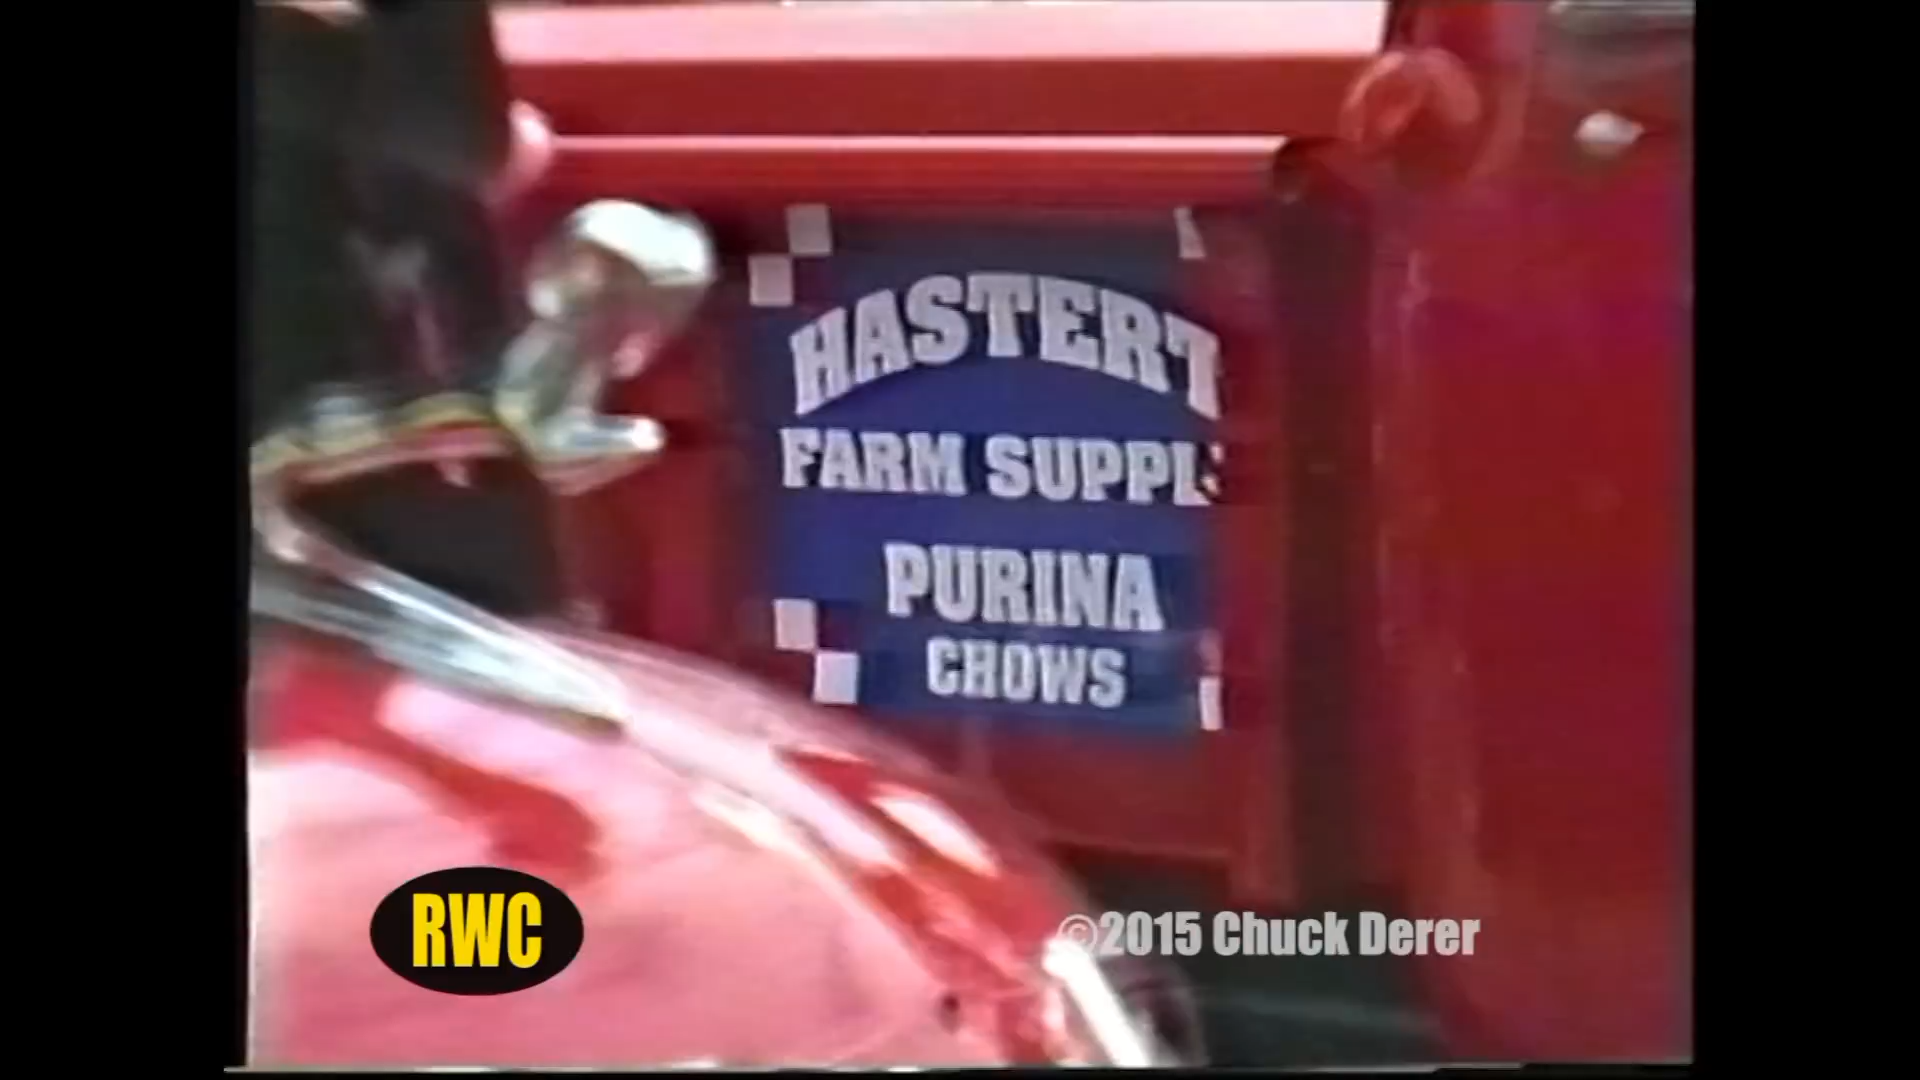 HASTERT
FARM SUPPL
PURINA
CHOWS
RWC
©2015 Chuck Derer